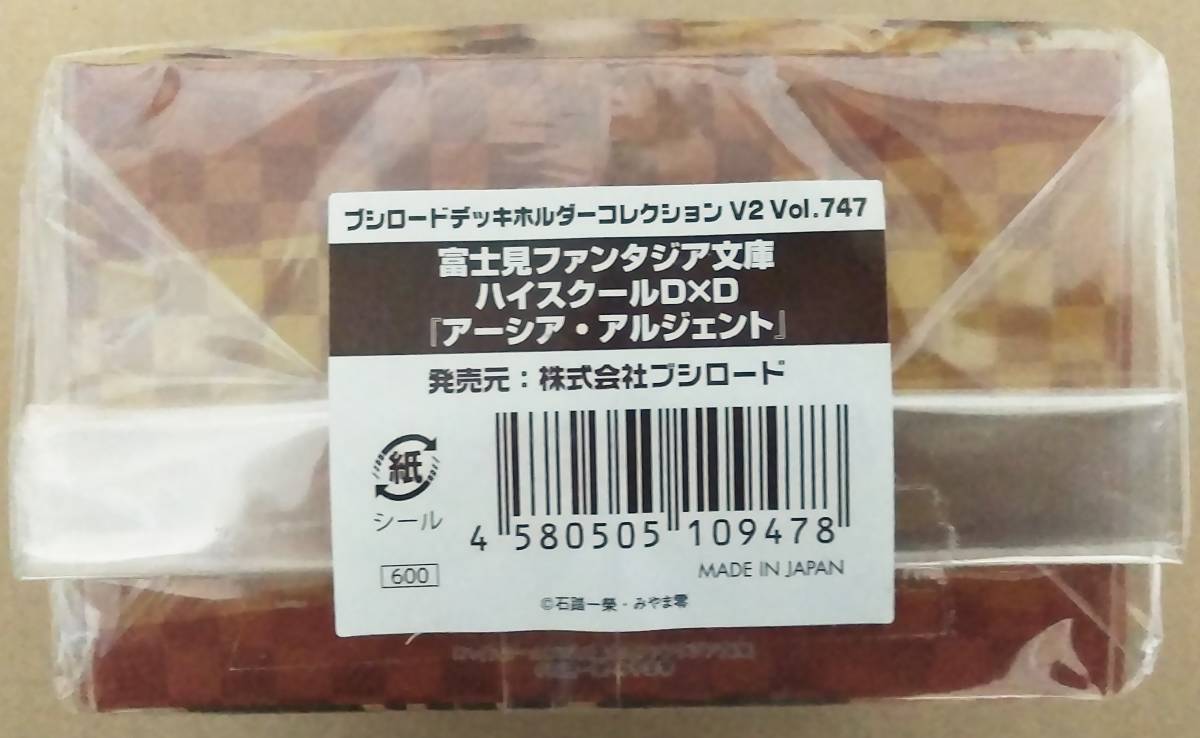 ブシロードデッキホルダーコレクション V2 Vol.747
富士見ファンタジア文庫
ハイスクールD×D
『アーシア・アルジェント』
発売元：株式会社ブシロード
紙
シール
4 580505 109478
600
MADE IN JAPAN
©石踏一榮・みやま零